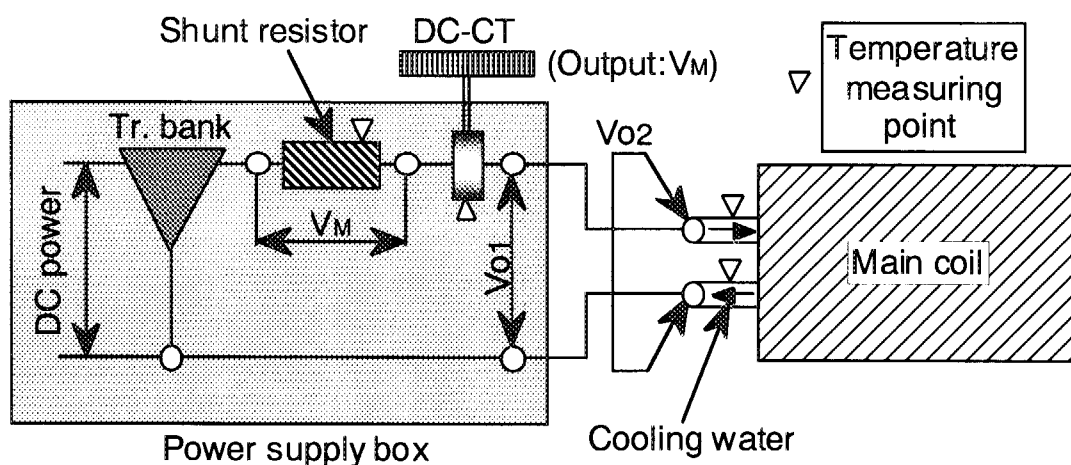 Shunt resistor
DC-CT
(Output:VM)
Temperature
measuring
point
Tr. bank
Vo2
VM
DC power
Vo1
Main coil
Cooling water
Power supply box